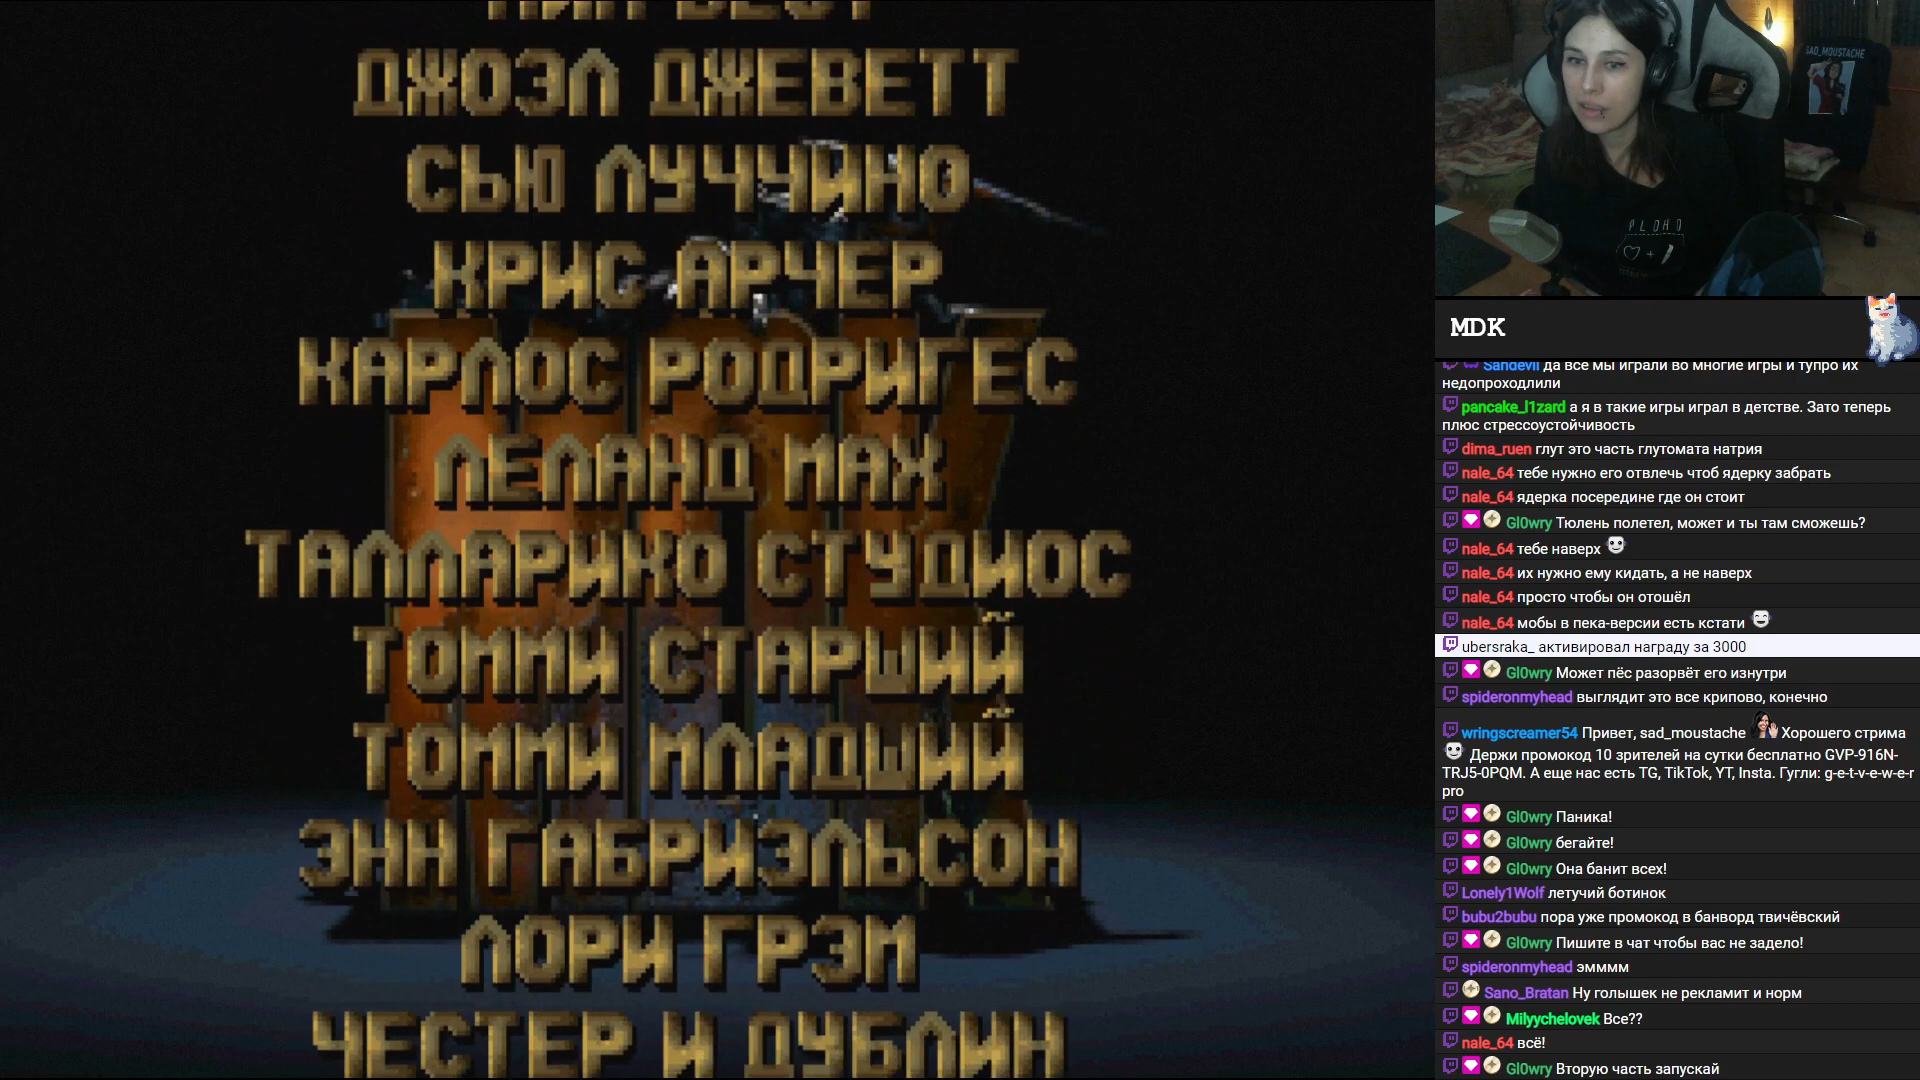 ДЖОЭЛ ДЖЕВЕТТ
СЬЮ ЛУЧЧИНО
КРИС АРЧЕР
КАРЛОС РОДРИГЕС
ЛЕЛАНД МАХ
ТАЛЛАРИКО СТУДИОС
ТОММИ СТАРШИЙ
ТОММИ МЛАДШИЙ
ЭНН ГАБРИЭЛЬСОН
ЛОРИ ГРЭМ
ЧЕСТЕР И ДУБЛИН
SAD_MOUSTACHE
PLOHO
MDK
Sandevil да все мы играли во многие игры и тупро их
недопроходлили
pancake_l1zard а я в такие игры играл в детстве. Зато теперь
плюс стрессоустойчивость
dima_ruen глут это часть глутомата натрия
nale_64 тебе нужно его отвлечь чтоб ядерку забрать
nale_64 ядерка посередине где он стоит
Gl0wry Тюлень полетел, может и ты там сможешь?
nale_64 тебе наверх
nale_64 их нужно ему кидать, а не наверх
nale_64 просто чтобы он отошёл
nale_64 мобы в пека-версии есть кстати
ubersraka_ активировал награду за 3000
Gl0wry Может пёс разорвёт его изнутри
spideronmyhead выглядит это все крипово, конечно
wringscreamer54 Привет, sad_moustache Хорошего стрима
Держи промокод 10 зрителей на сутки бесплатно GVP-916N-
TRJ5-0PQM. А еще нас есть TG, TikTok, YT, Insta. Гугли: g-e-t-v-e-w-e-r
pro
Gl0wry Паника!
Gl0wry бегайте!
Gl0wry Она банит всех!
Lonely1Wolf летучий ботинок
bubu2bubu пора уже промокод в банворд твичёвский
Gl0wry Пишите в чат чтобы вас не задело!
spideronmyhead эмммм
Sano_Bratan Ну голышек не рекламит и норм
Milyychelovek Все??
nale_64 всё!
Gl0wry Вторую часть запускай